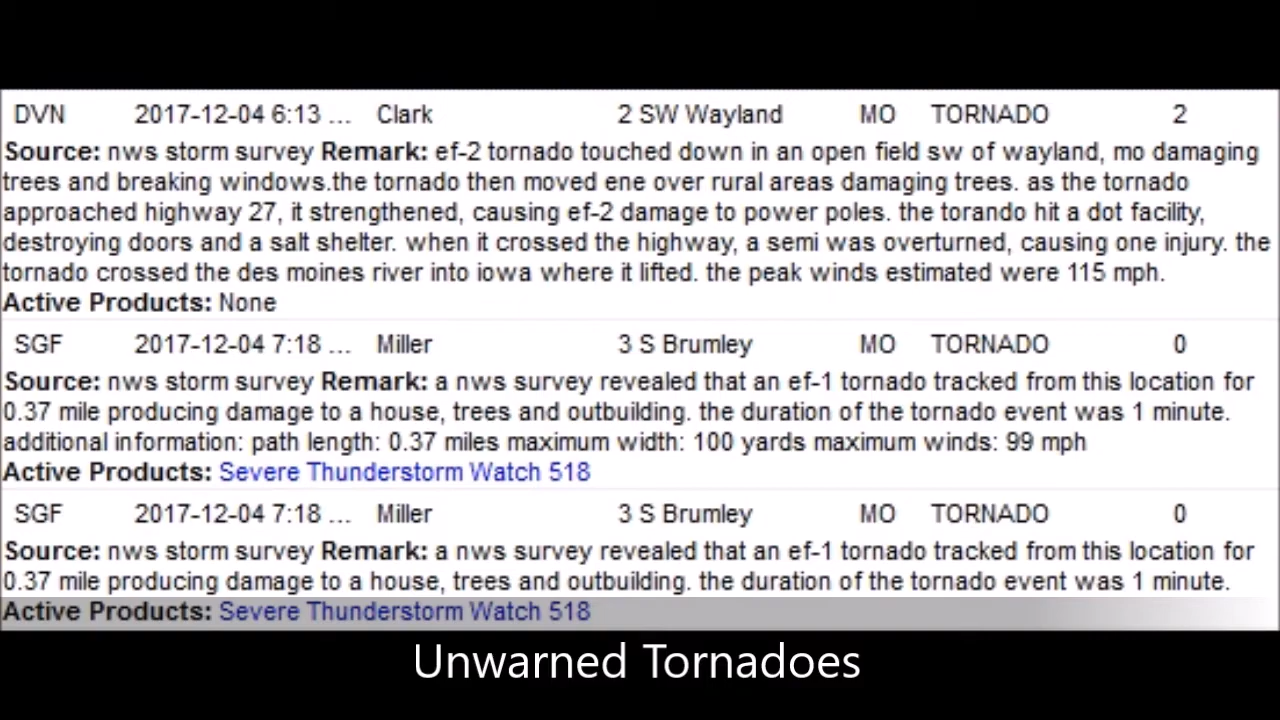 DVN 2017-12-04 6:13 ... Clark 2 SW Wayland MO TORNADO 2
Source: nws storm survey Remark: ef-2 tornado touched down in an open field sw of wayland, mo damaging
trees and breaking windows.the tornado then moved ene over rural areas damaging trees. as the tornado
approached highway 27, it strengthened, causing ef-2 damage to power poles. the torando hit a dot facility,
destroying doors and a salt shelter. when it crossed the highway, a semi was overturned, causing one injury. the
tornado crossed the des moines river into iowa where it lifted. the peak winds estimated were 115 mph.
Active Products: None
SGF 2017-12-04 7:18 ... Miller 3 S Brumley MO TORNADO 0
Source: nws storm survey Remark: a nws survey revealed that an ef-1 tornado tracked from this location for
0.37 mile producing damage to a house, trees and outbuilding. the duration of the tornado event was 1 minute.
additional information: path length: 0.37 miles maximum width: 100 yards maximum winds: 99 mph
Active Products: Severe Thunderstorm Watch 518
SGF 2017-12-04 7:18 ... Miller 3 S Brumley MO TORNADO 0
Source: nws storm survey Remark: a nws survey revealed that an ef-1 tornado tracked from this location for
0.37 mile producing damage to a house, trees and outbuilding. the duration of the tornado event was 1 minute.
Active Products: Severe Thunderstorm Watch 518
Unwarned Tornadoes